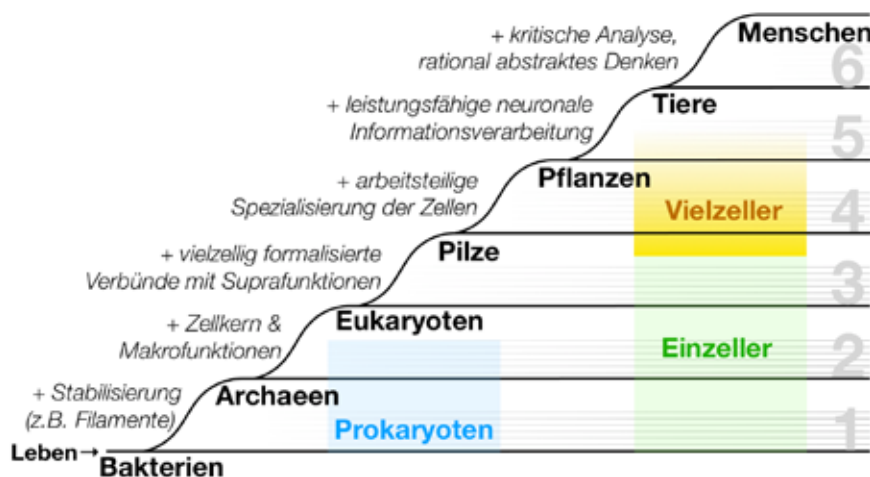 + kritische Analyse,
rational abstraktes Denken
Menschen
6
+ leistungsfähige neuronale
Informationsverarbeitung
Tiere
5
+ arbeitsteilige
Spezialisierung der Zellen
Pflanzen
Vielzeller
4
+ vielzellig formalisierte
Verbünde mit Suprafunktionen
Pilze
3
+ Zellkern &
Makrofunktionen
Eukaryoten
Einzeller
2
+ Stabilisierung
(z.B. Filamente)
Archaeen
Prokaryoten
1
Leben→
Bakterien